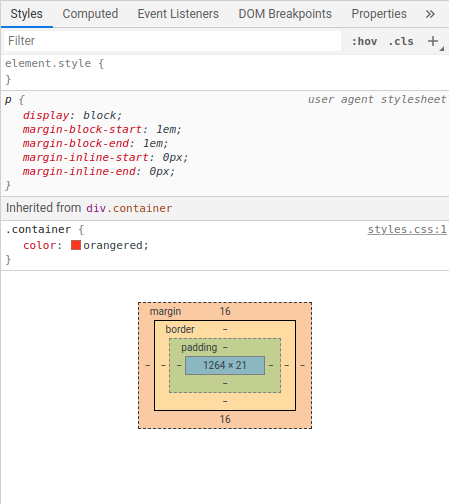 Styles Computed Event Listeners DOM Breakpoints Properties »
Filter :hov .cls +
element.style {
}
p { user agent stylesheet
display: block;
margin-block-start: 1em;
margin-block-end: 1em;
margin-inline-start: 0px;
margin-inline-end: 0px;
}
Inherited from div.container
.container { styles.css:1
color: orangered;
}
margin 16
border –
padding –
– – – 1264 × 21 – – –
–
–
16